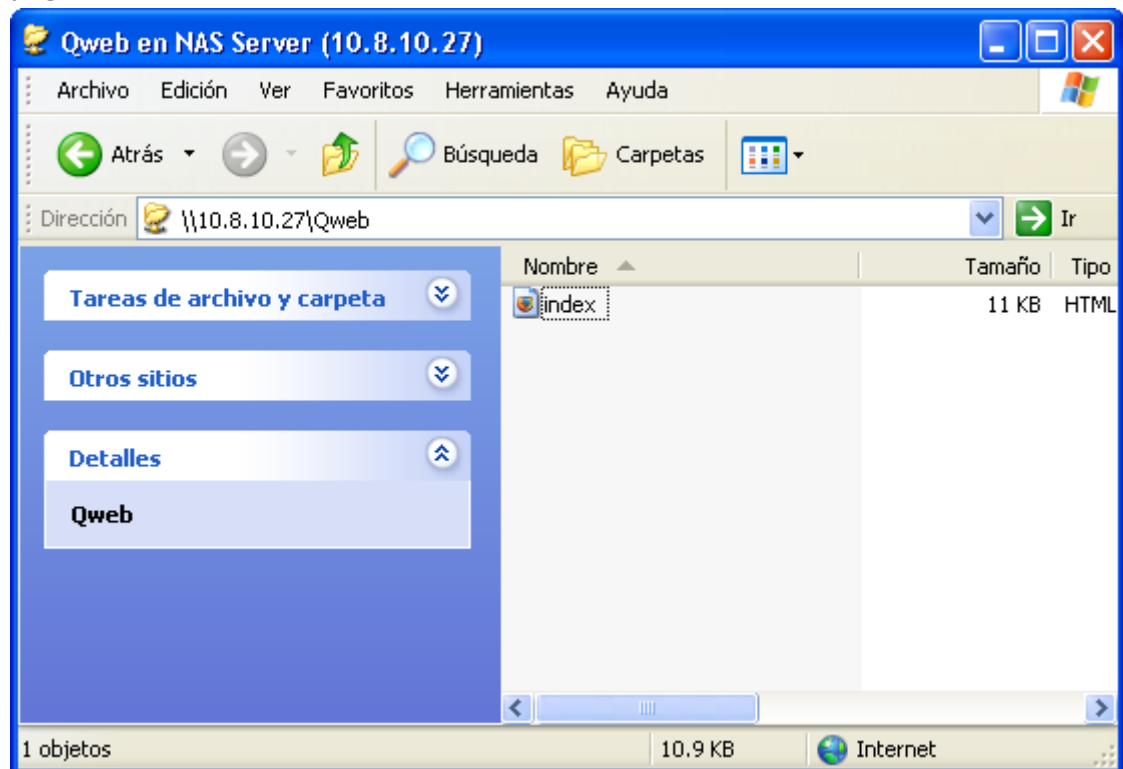 Qweb en NAS Server (10.8.10.27)
Archivo Edición Ver Favoritos Herramientas Ayuda
Atrás Búsqueda Carpetas
Dirección \\10.8.10.27\Qweb Ir
Nombre Tamaño Tipo
Tareas de archivo y carpeta
index 11 KB HTML
Otros sitios
Detalles
Qweb
1 objetos 10.9 KB Internet